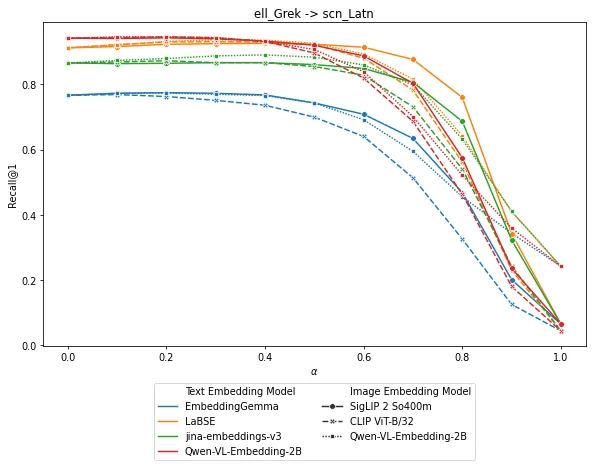 ell_Grek -> scn_Latn
Recall@1
0.8
0.6
0.4
0.2
0.0
0.0 0.2 0.4 0.6 0.8 1.0
α
Text Embedding Model
EmbeddingGemma
LaBSE
jina-embeddings-v3
Qwen-VL-Embedding-2B
Image Embedding Model
SigLIP 2 So400m
CLIP ViT-B/32
Qwen-VL-Embedding-2B